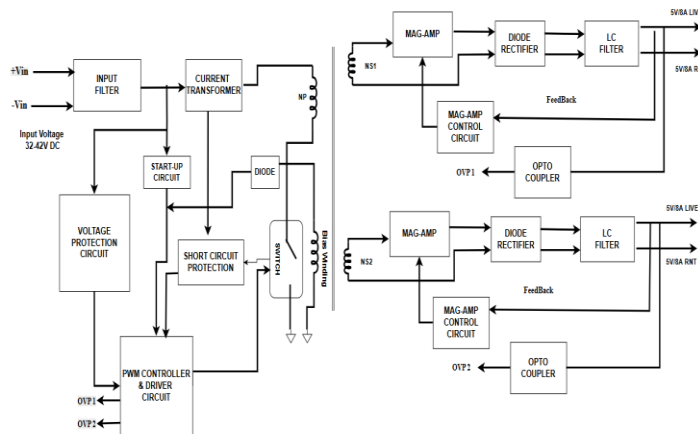 +Vin
-Vin
Input Voltage
32-42V DC
INPUT
FILTER
CURRENT
TRANSFORMER
NP
START-UP
CIRCUIT
DIODE
VOLTAGE
PROTECTION
CIRCUIT
SHORT CIRCUIT
PROTECTION
SWITCH
Bias Winding
PWM CONTROLLER
& DRIVER
CIRCUIT
OVP1
OVP2
NS1
MAG-AMP
DIODE
RECTIFIER
LC
FILTER
5V/8A LIV
5V/8A R
FeedBack
MAG-AMP
CONTROL
CIRCUIT
OVP1
OPTO
COUPLER
NS2
MAG-AMP
DIODE
RECTIFIER
LC
FILTER
5V/8A LIVE
5V/8A RNT
FeedBack
MAG-AMP
CONTROL
CIRCUIT
OVP2
OPTO
COUPLER